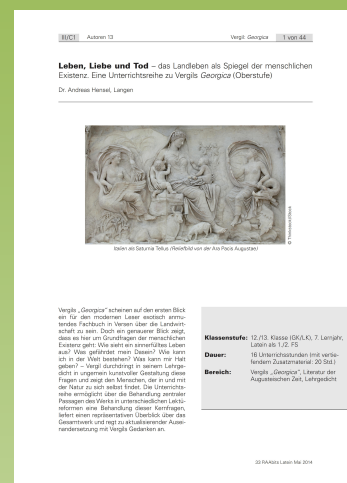 III/C1 Autoren 13 Vergil: Georgica 1 von 44
Leben, Liebe und Tod – das Landleben als Spiegel der menschlichen
Existenz. Eine Unterrichtsreihe zu Vergils Georgica (Oberstufe)
Dr. Andreas Hensel, Langen
© Thinkstock/iStock
Italien als Saturnia Tellus (Reliefbild von der Ara Pacis Augustae)
Vergils „Georgica“ scheinen auf den ersten Blick
ein für den modernen Leser exotisch anmu-
tendes Fachbuch in Versen über die Landwirt-
schaft zu sein. Doch ein genauerer Blick zeigt,
dass es hier um Grundfragen der menschlichen
Existenz geht: Wie sieht ein sinnerfülltes Leben
aus? Was gefährdet mein Dasein? Wie kann
ich in der Welt bestehen? Was kann mir Halt
geben? – Vergil durchdringt in seinem Lehrge-
dicht in ungemein kunstvoller Gestaltung diese
Fragen und zeigt den Menschen, der in und mit
der Natur zu sich selbst findet. Die Unterrichts-
reihe ermöglicht über die Behandlung zentraler
Passagen des Werks in unterschiedlichen Lektü-
reformen eine Behandlung dieser Kernfragen,
liefert einen repräsentativen Überblick über das
Gesamtwerk und regt zu aktualisierender Ausei-
nandersetzung mit Vergils Gedanken an.
Klassenstufe: 12./13. Klasse (GK/LK), 7. Lernjahr,
Latein als 1./2. FS
Dauer: 16 Unterrichtsstunden (mit vertie-
fendem Zusatzmaterial: 20 Std.)
Bereich: Vergils „Georgica“, Literatur der
Augusteischen Zeit, Lehrgedicht
33 RAAbits Latein Mai 2014